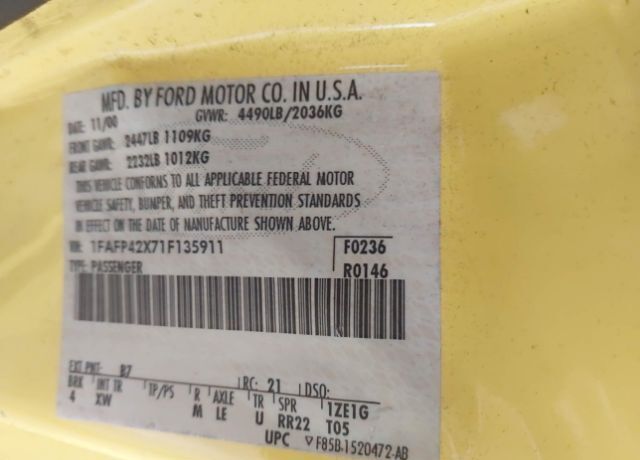 MFD. BY FORD MOTOR CO. IN U.S.A.
DATE: 11/00 GVWR: 4490LB/2036KG
FRONT GAWR: 2447LB 1109KG
REAR GAWR: 2232LB 1012KG
THIS VEHICLE CONFORMS TO ALL APPLICABLE FEDERAL MOTOR
VEHICLE SAFETY, BUMPER, AND THEFT PREVENTION STANDARDS
IN EFFECT ON THE DATE OF MANUFACTURE SHOWN ABOVE.
VIN: 1FAFP42X71F135911 F0236
TYPE: PASSENGER R0146
EXT PNT: B7 RC: 21 DSO:
BRK INT TR TP/PS R AXLE TR SPR 1ZE1G
4 XW M LE U RR22 T05
UPC ▽F85B-1520472-AB